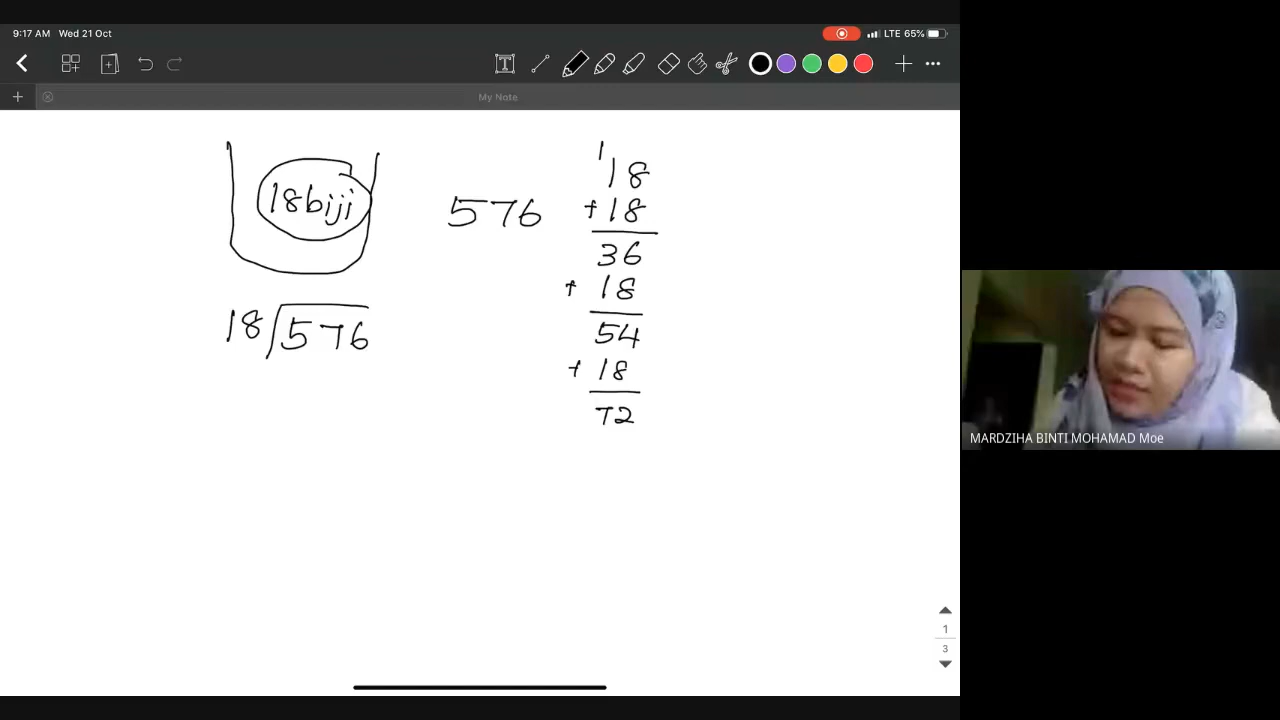 9:17 AM Wed 21 Oct
LTE 65%
T
My Note
18biji
576
18 576
1
18
+ 18
36
+ 18
54
+ 18
72
MARDZIHA BINTI MOHAMAD Moe
1
3